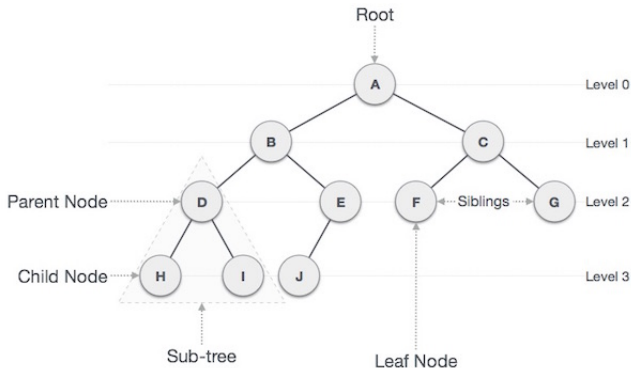 Root
A
Level 0
B
C
Level 1
Parent Node
D
E
F
Siblings
G
Level 2
Child Node
H
I
J
Level 3
Sub-tree
Leaf Node